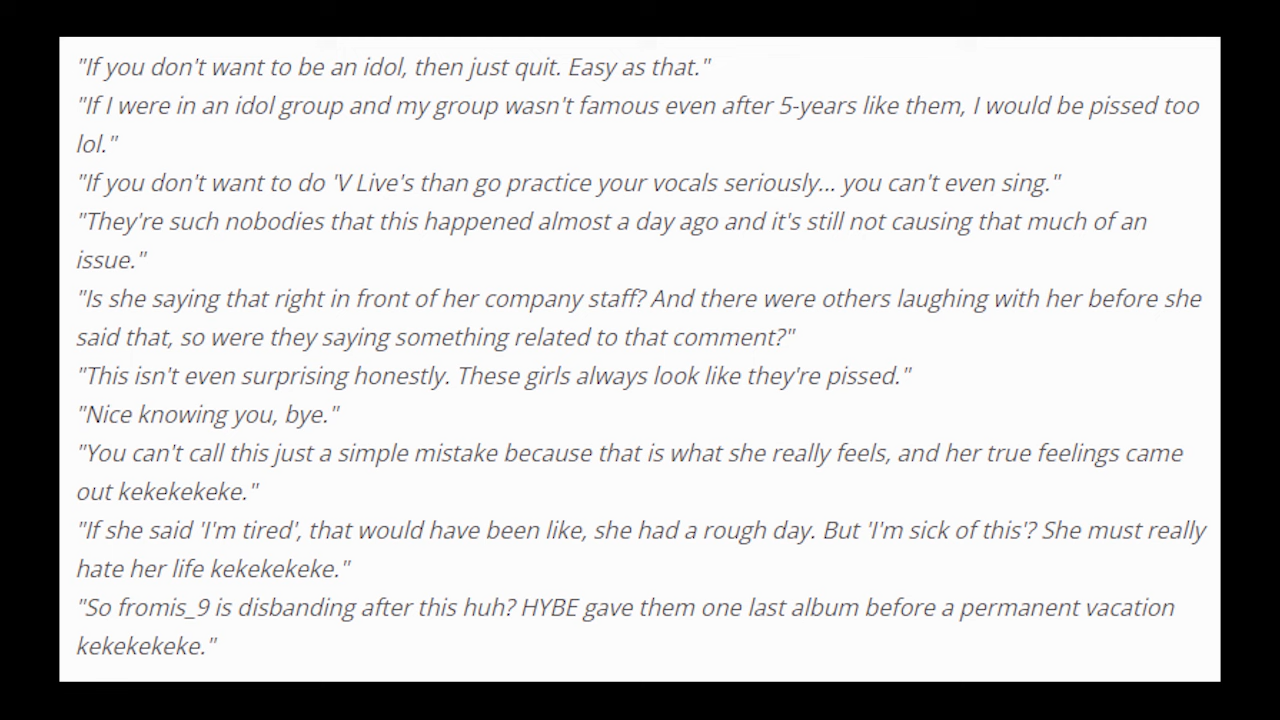 "If you don't want to be an idol, then just quit. Easy as that."
"If I were in an idol group and my group wasn't famous even after 5-years like them, I would be pissed too
lol."
"If you don't want to do 'V Live's than go practice your vocals seriously... you can't even sing."
"They're such nobodies that this happened almost a day ago and it's still not causing that much of an
issue."
"Is she saying that right in front of her company staff? And there were others laughing with her before she
said that, so were they saying something related to that comment?"
"This isn't even surprising honestly. These girls always look like they're pissed."
"Nice knowing you, bye."
"You can't call this just a simple mistake because that is what she really feels, and her true feelings came
out kekekekeke."
"If she said 'I'm tired', that would have been like, she had a rough day. But 'I'm sick of this'? She must really
hate her life kekekekeke."
"So fromis_9 is disbanding after this huh? HYBE gave them one last album before a permanent vacation
kekekekeke."